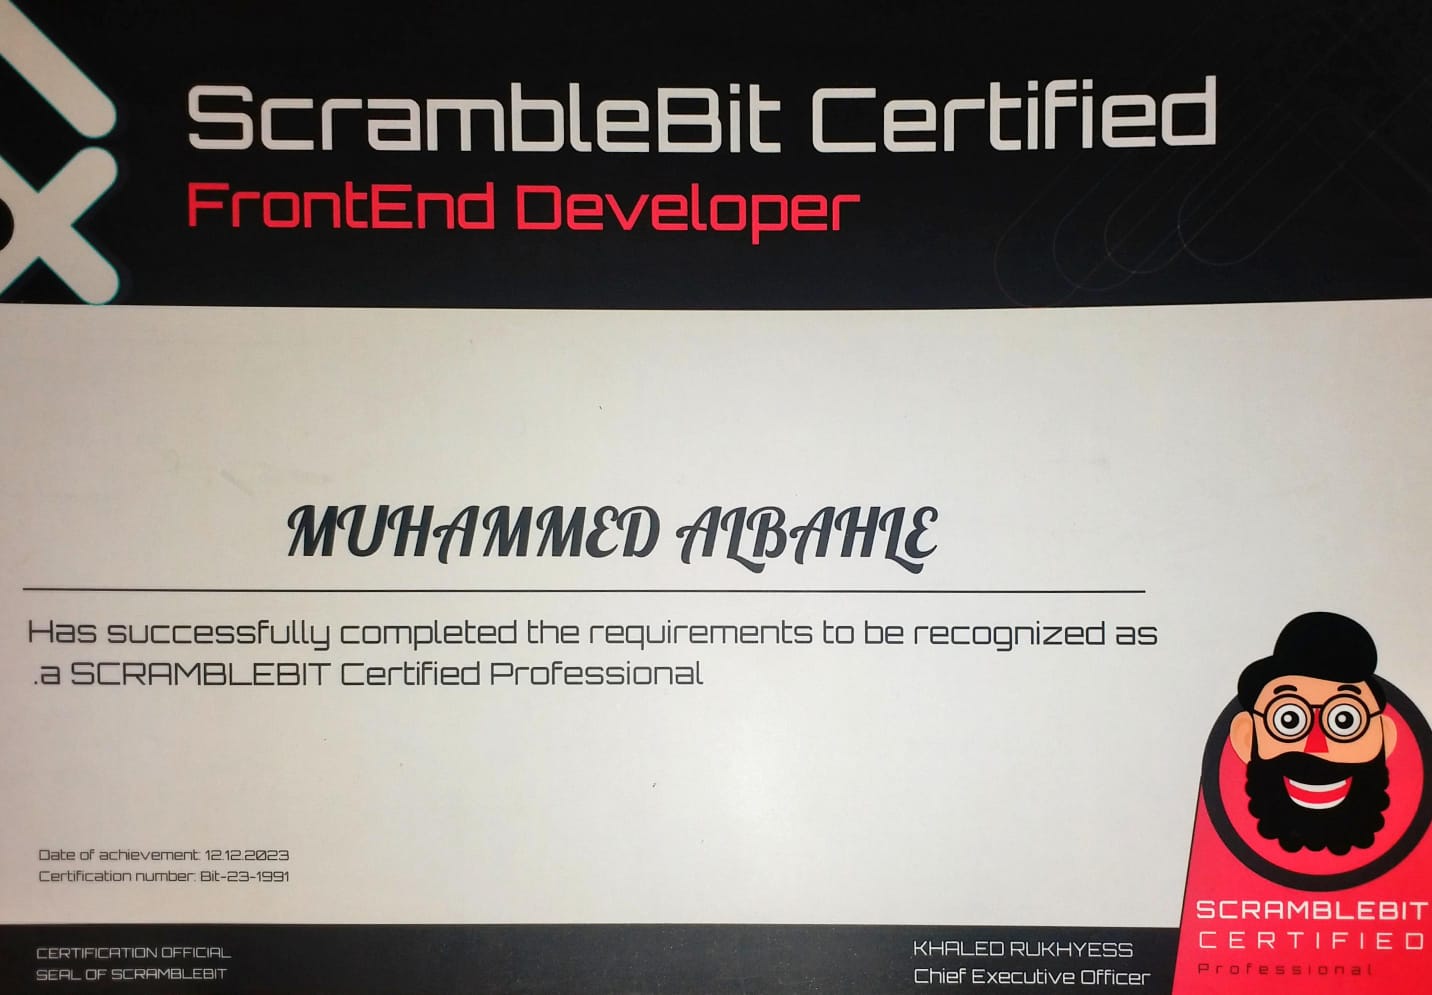 ScrambleBit Certified
FrontEnd Developer
MUHAMMED ALBAHLE
Has successfully completed the requirements to be recognized as
.a SCRAMBLEBIT Certified Professional
Date of achievement: 12.12.2023
Certification number: Bit-23-1991
CERTIFICATION OFFICIAL
SEAL OF SCRAMBLEBIT
KHALED RUKHYESS
Chief Executive Officer
SCRAMBLEBIT
CERTIFIED
Professional